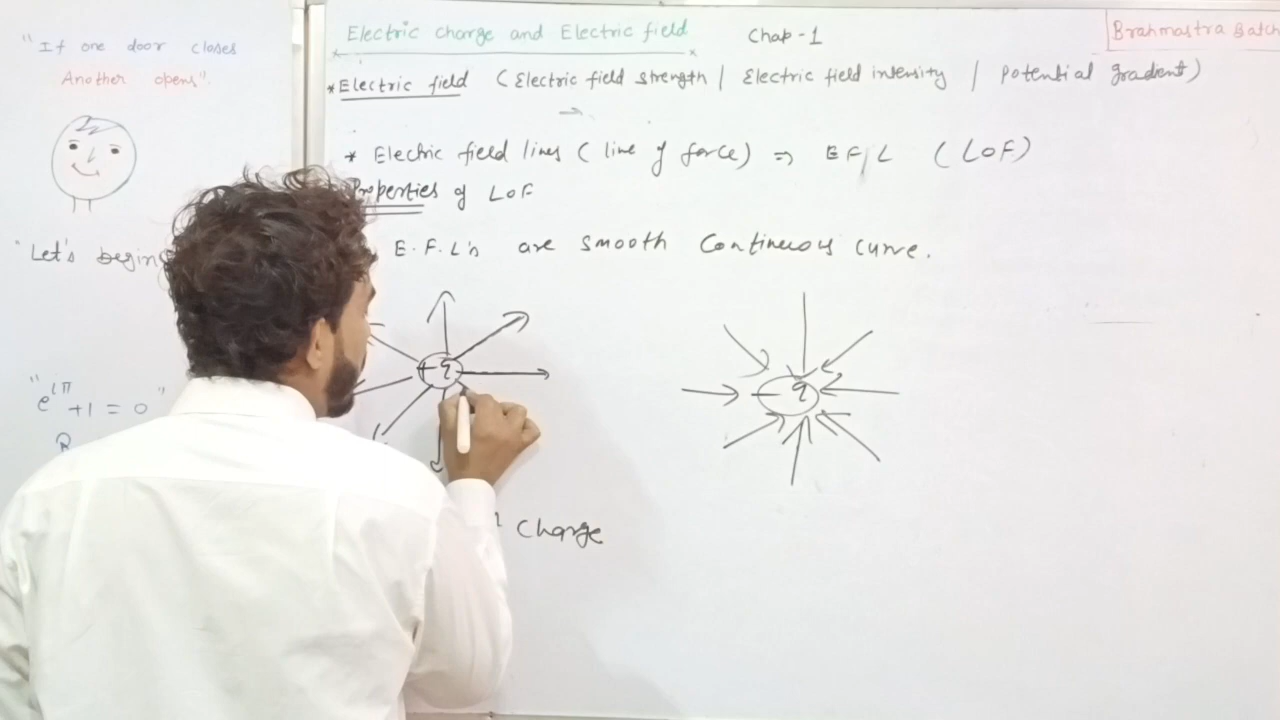 "If one door closes
Another opens".
Electric charge and Electric field Chap-1
Brahmastra Batch
*Electric field (Electric field strength | Electric field intensity / Potential gradient)
* Electric field lines (line of force) ⇒ EFL (LOF)
Properties of LOF
"Let's begin
E.F.L's are smooth Continuous curve.
+q
-q
"e^iπ +1 = 0"
Charge